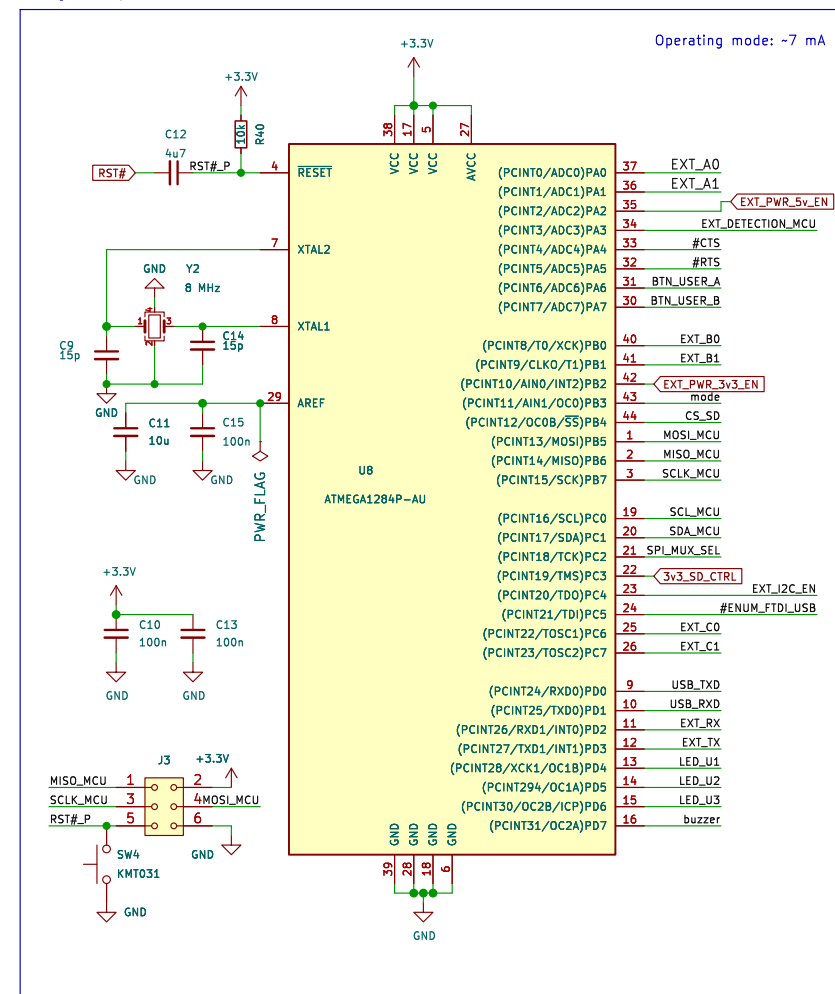 Operating mode: ~7 mA
+3.3V
+3.3V
10k
R40
C12
4u7
RST#
RST#_P
4
RESET
7
XTAL2
GND
Y2
8 MHz
1
2
3
4
8
XTAL1
C9
15p
C14
15p
GND
29
AREF
C11
10u
C15
100n
GND
GND
PWR_FLAG
U8
ATMEGA1284P-AU
38
17
5
27
VCC
VCC
VCC
AVCC
(PCINT0/ADC0)PA0 37 EXT_A0
(PCINT1/ADC1)PA1 36 EXT_A1
(PCINT2/ADC2)PA2 35 EXT_PWR_5v_EN
(PCINT3/ADC3)PA3 34 EXT_DETECTION_MCU
(PCINT4/ADC4)PA4 33 #CTS
(PCINT5/ADC5)PA5 32 #RTS
(PCINT6/ADC6)PA6 31 BTN_USER_A
(PCINT7/ADC7)PA7 30 BTN_USER_B
(PCINT8/T0/XCK)PB0 40 EXT_B0
(PCINT9/CLKO/T1)PB1 41 EXT_B1
(PCINT10/AIN0/INT2)PB2 42 EXT_PWR_3v3_EN
(PCINT11/AIN1/OC0)PB3 43 mode
(PCINT12/OC0B/SS)PB4 44 CS_SD
(PCINT13/MOSI)PB5 1 MOSI_MCU
(PCINT14/MISO)PB6 2 MISO_MCU
(PCINT15/SCK)PB7 3 SCLK_MCU
(PCINT16/SCL)PC0 19 SCL_MCU
(PCINT17/SDA)PC1 20 SDA_MCU
(PCINT18/TCK)PC2 21 SPI_MUX_SEL
(PCINT19/TMS)PC3 22 3v3_SD_CTRL
(PCINT20/TDO)PC4 23 EXT_I2C_EN
(PCINT21/TDI)PC5 24 #ENUM_FTDI_USB
(PCINT22/TOSC1)PC6 25 EXT_C0
(PCINT23/TOSC2)PC7 26 EXT_C1
(PCINT24/RXD0)PD0 9 USB_TXD
(PCINT25/TXD0)PD1 10 USB_RXD
(PCINT26/RXD1/INT0)PD2 11 EXT_RX
(PCINT27/TXD1/INT1)PD3 12 EXT_TX
(PCINT28/XCK1/OC1B)PD4 13 LED_U1
(PCINT294/OC1A)PD5 14 LED_U2
(PCINT30/OC2B/ICP)PD6 15 LED_U3
(PCINT31/OC2A)PD7 16 buzzer
GND
GND
GND
GND
39
28
18
6
GND
+3.3V
C10
100n
C13
100n
GND
GND
J3
+3.3V
MISO_MCU 1 2
SCLK_MCU 3 4 MOSI_MCU
RST#_P 5 6
GND
SW4
KMT031
GND